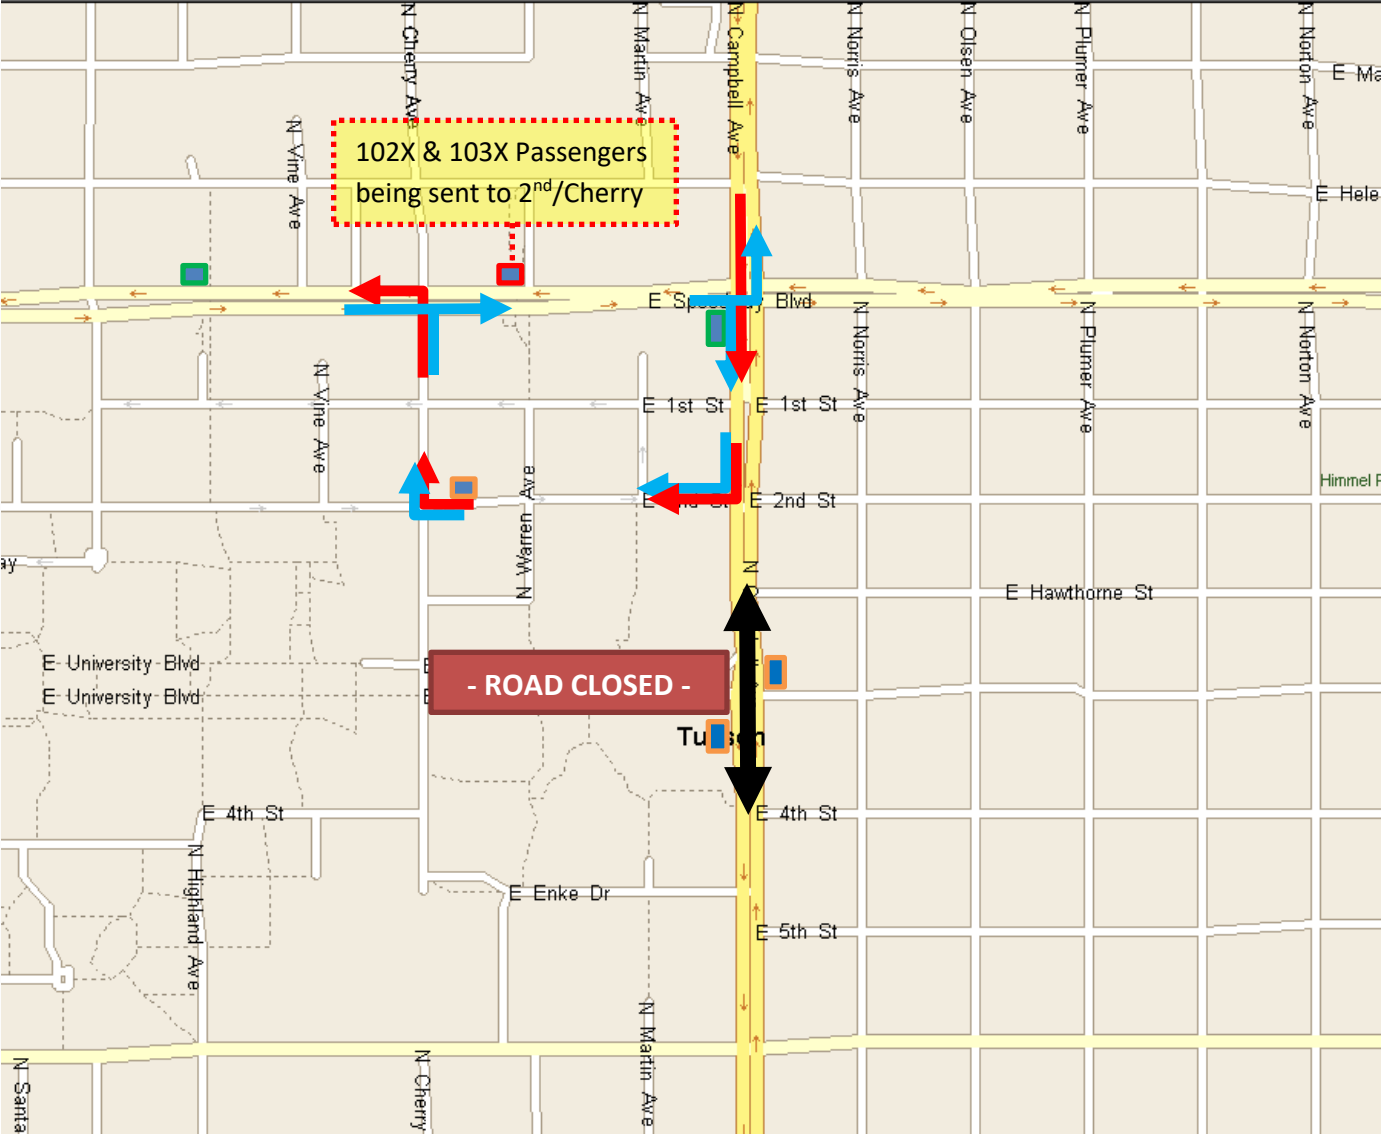 N Cherry Ave
N Martin Ave
N Campbell Ave
N Norris Ave
N Olsen Ave
N Plumer Ave
N Norton Ave
E Ma
N Vine Ave
102X & 103X Passengers
being sent to 2nd/Cherry
E Hele
E Speedway Blvd
N Norris Ave
N Plumer Ave
N Norton Ave
N Vine Ave
E 1st St
E 1st St
N Warren Ave
E 2nd St
Himmel P
ay
E Hawthorne St
E University Blvd
E
- ROAD CLOSED -
E University Blvd
E
E 4th St
E 4th St
N Highland Ave
E Enke Dr
E 5th St
N Martin Ave
N Cherry
N Santa